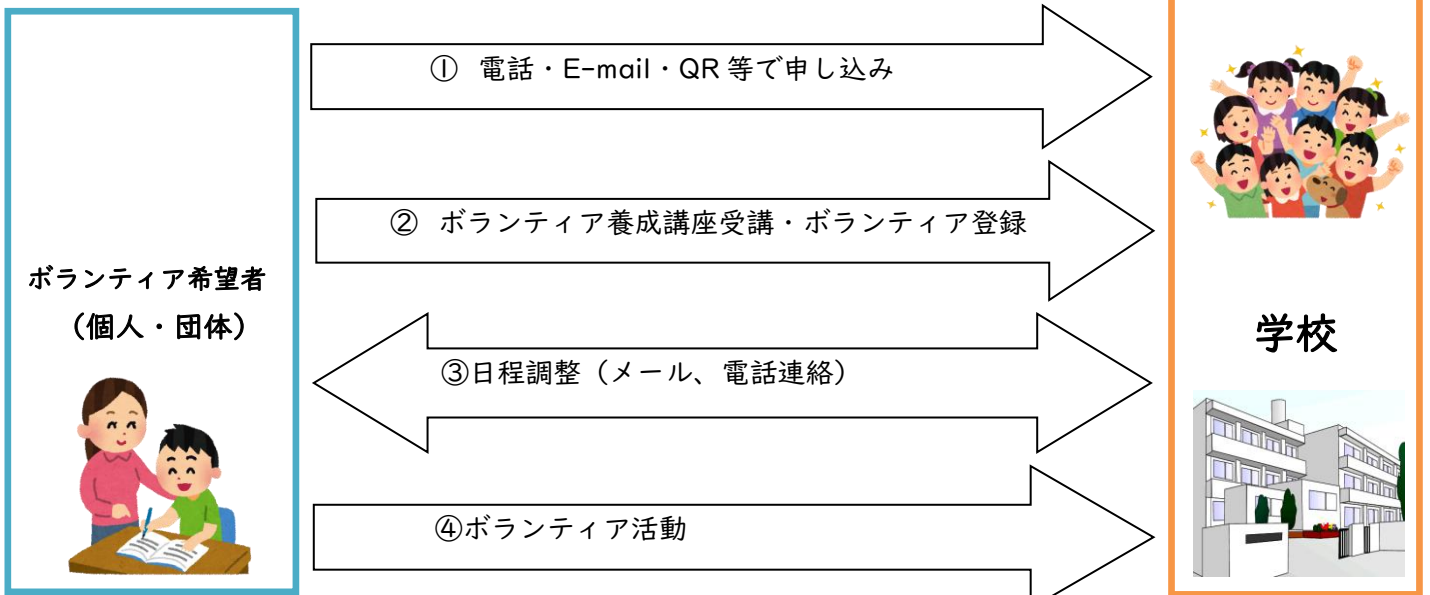 ① 電話・E-mail・QR 等で申し込み
② ボランティア養成講座受講・ボランティア登録
ボランティア希望者
（個人・団体）
学校
③日程調整（メール、電話連絡）
④ボランティア活動